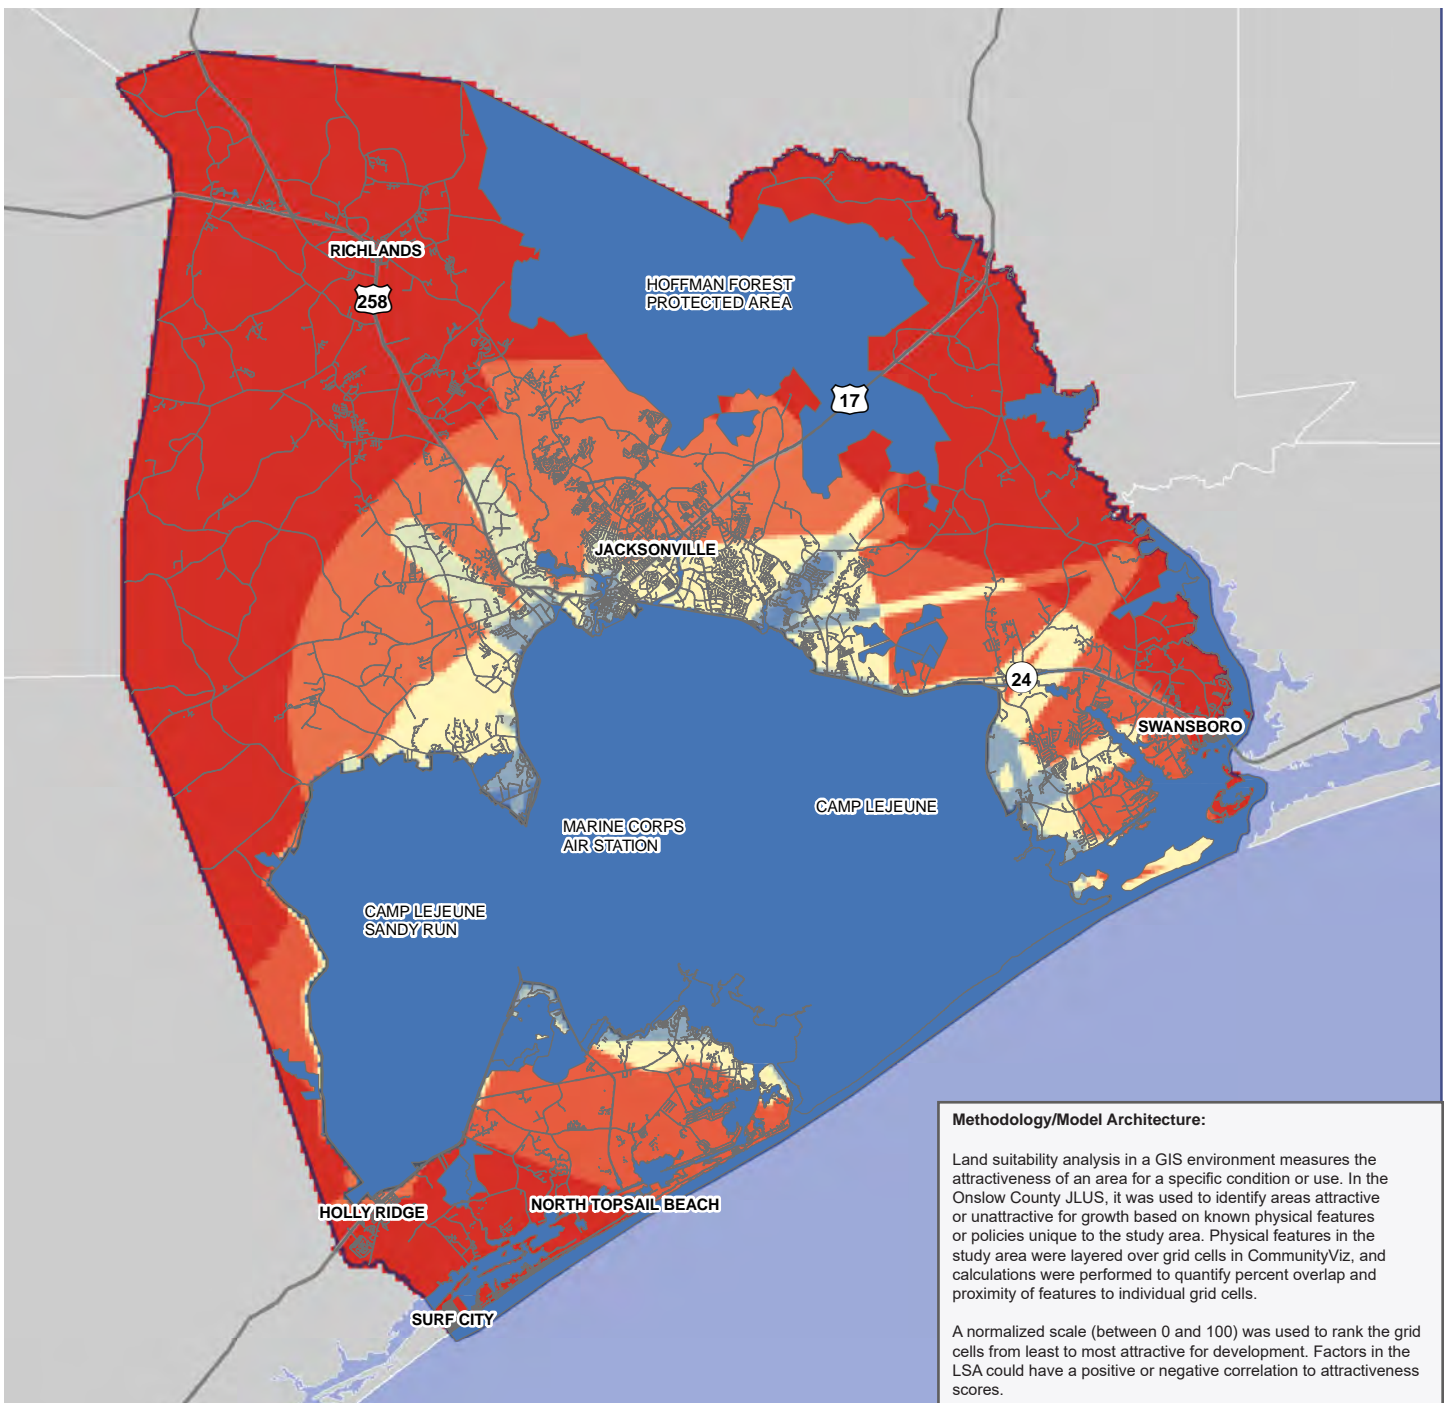 RICHLANDS
258
HOFFMAN FOREST
PROTECTED AREA
17
JACKSONVILLE
24
SWANSBORO
CAMP LEJEUNE
MARINE CORPS
AIR STATION
CAMP LEJEUNE
SANDY RUN
NORTH TOPSAIL BEACH
HOLLY RIDGE
SURF CITY
Methodology/Model Architecture:
Land suitability analysis in a GIS environment measures the
attractiveness of an area for a specific condition or use. In the
Onslow County JLUS, it was used to identify areas attractive
or unattractive for growth based on known physical features
or policies unique to the study area. Physical features in the
study area were layered over grid cells in CommunityViz, and
calculations were performed to quantify percent overlap and
proximity of features to individual grid cells.
A normalized scale (between 0 and 100) was used to rank the grid
cells from least to most attractive for development. Factors in the
LSA could have a positive or negative correlation to attractiveness
scores.